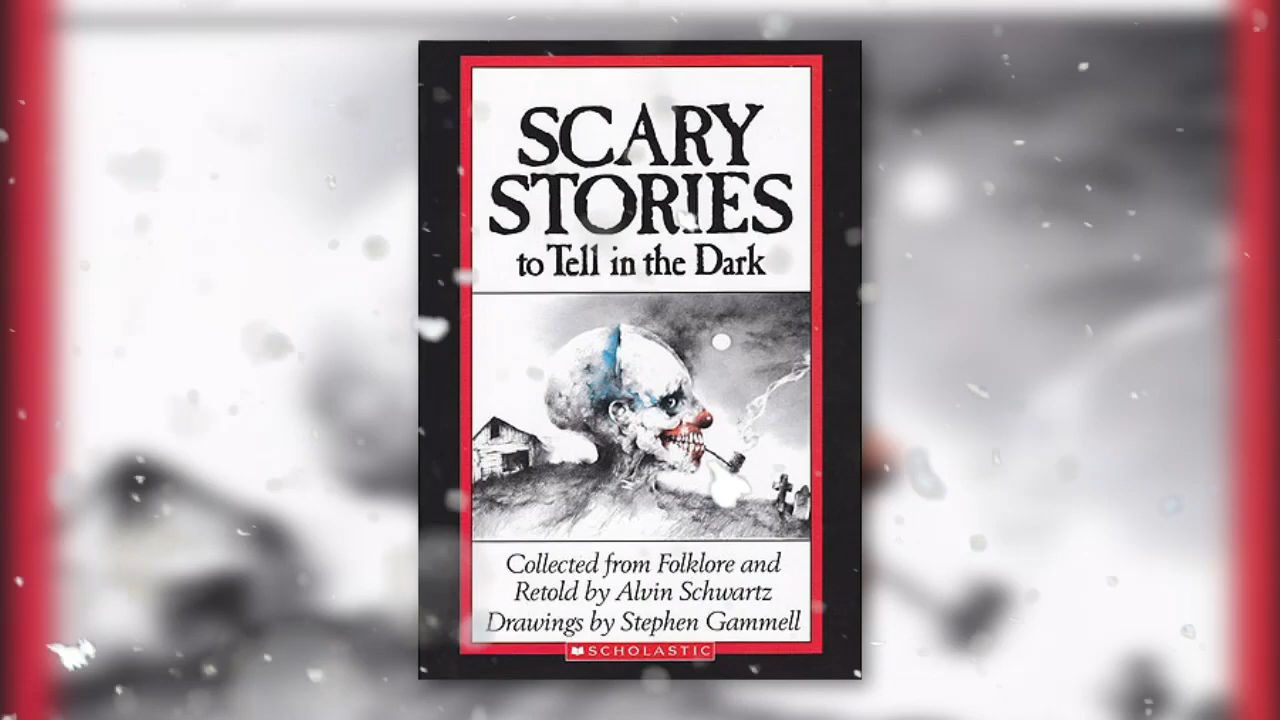 SCARY
STORIES
to Tell in the Dark
Collected from Folklore and
Retold by Alvin Schwartz
Drawings by Stephen Gammell
SCHOLASTIC